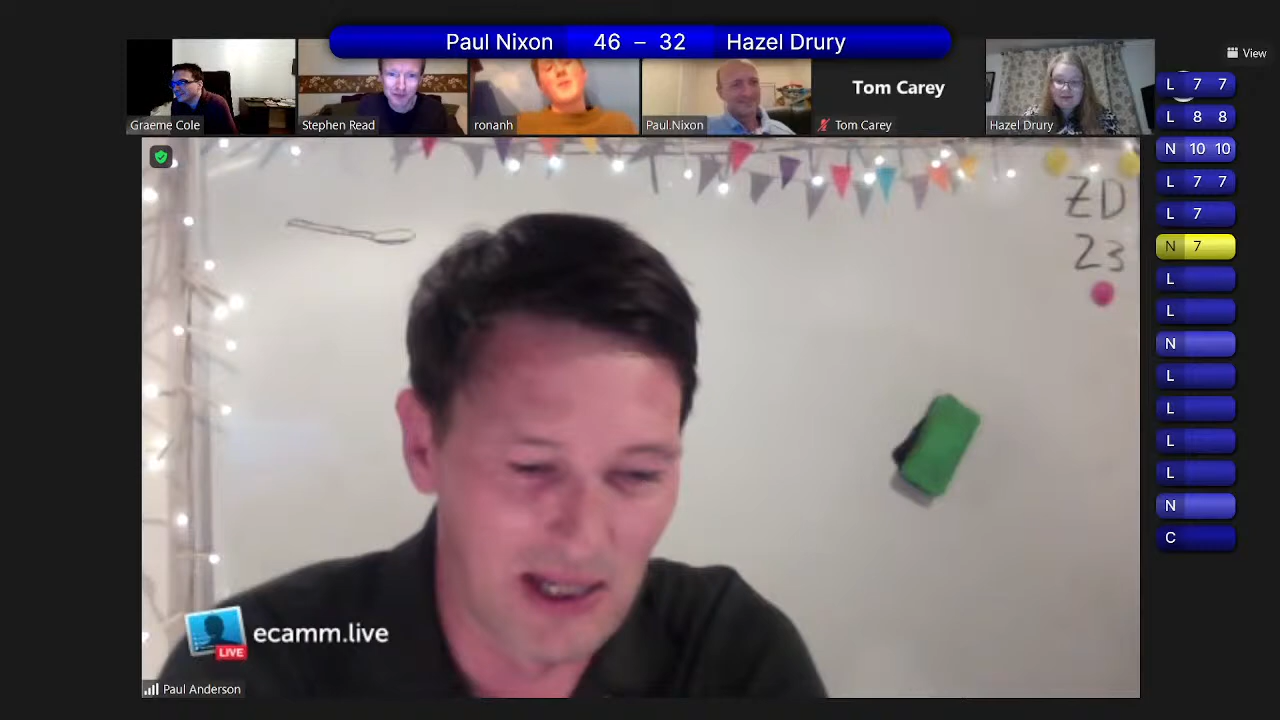 Paul Nixon 46 – 32 Hazel Drury
View
Graeme Cole
Stephen Read
ronanh
Paul.Nixon
Tom Carey
Tom Carey
Hazel Drury
L 7 7
L 8 8
N 10 10
L 7 7
L 7
N 7
L
L
N
L
L
L
L
N
C
ZD
23
ecamm.live
LIVE
Paul Anderson